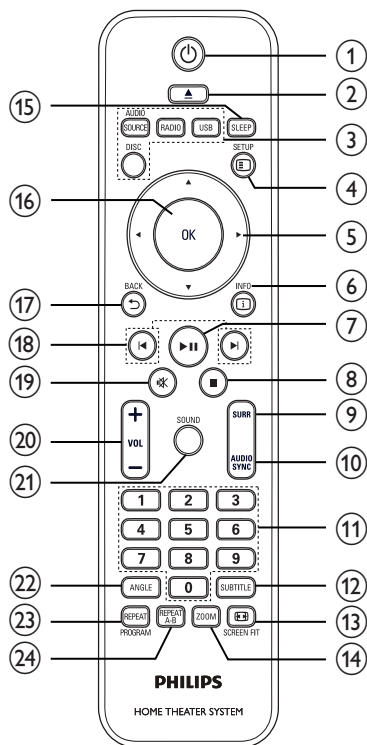 1
2
15
AUDIO
SOURCE RADIO USB SLEEP
3
DISC
SETUP
4
16
OK
5
BACK
INFO
i
6
17
7
18
19
8
SOUND
+
VOL
−
SURR
9
20
AUDIO
SYNC
10
21
1 2 3
4 5 6
11
7 8 9
22
ANGLE 0 SUBTITLE
12
23
REPEAT REPEAT A-B ZOOM
13
PROGRAM
SCREEN FIT
24
14
PHILIPS
HOME THEATER SYSTEM